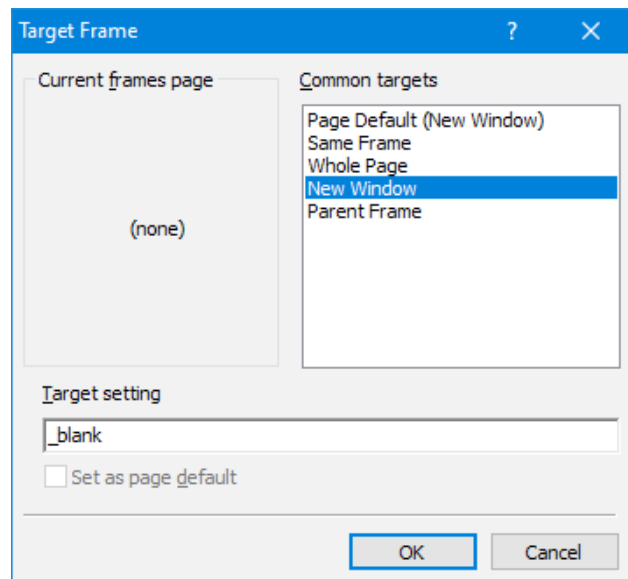 Target Frame
Current frames page
(none)
Common targets
Page Default (New Window)
Same Frame
Whole Page
New Window
Parent Frame
Target setting
_blank
Set as page default
OK Cancel